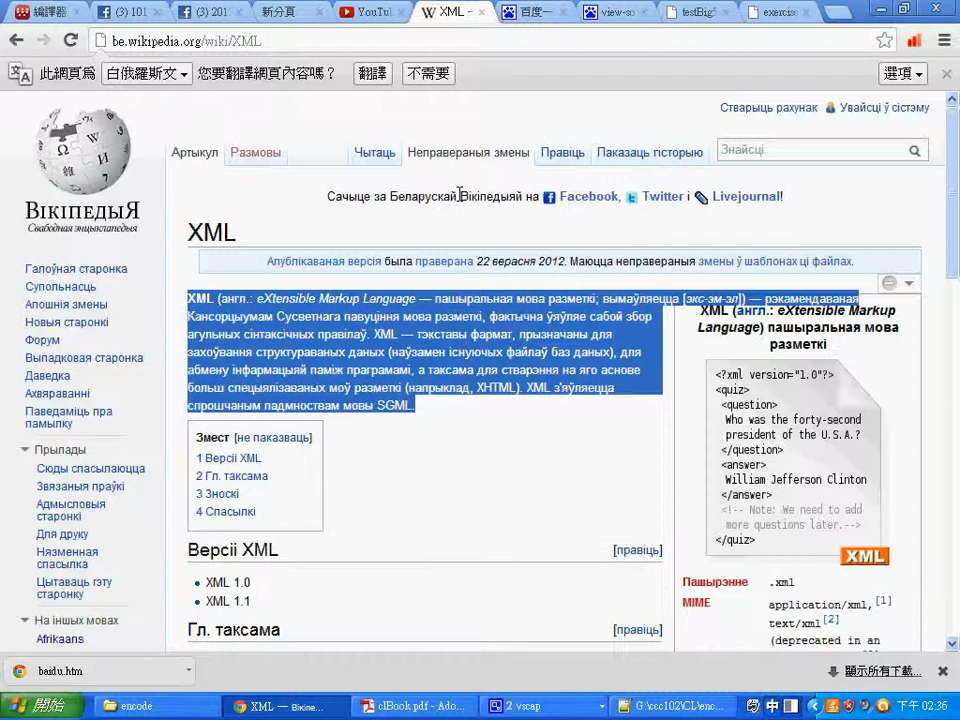 編譯器
(3) 101
(3) 201
新分頁
YouTul
XML -
百度一
view-so
testBig5
exercise
be.wikipedia.org/wiki/XML
此網頁為 白俄羅斯文 您要翻譯網頁內容嗎？ 翻譯 不需要 選項
Стварыць рахунак Увайсці ў сістэму
Артыкул Размовы Чытаць Неправераныя змены Правіць Паказаць гісторыю Знайсці
Сачыце за Беларускай Вікіпедыяй на Facebook, Twitter і Livejournal!
ВІКІПЕДЫЯ
Свабодная энцыклапедыя
Галоўная старонка
Супольнасць
Апошнія змены
Новыя старонкі
Форум
Выпадковая старонка
Даведка
Ахвяраванні
Паведаміць пра
памылку
Прылады
Сюды спасылаюцца
Звязаныя праўкі
Адмысловыя
старонкі
Для друку
Нязменная
спасылка
Цытаваць гэту
старонку
На іншых мовах
Afrikaans
XML
Апублікаваная версія была праверана 22 верасня 2012. Маюцца неправераныя змены ў шаблонах ці файлах.
XML (англ.: eXtensible Markup Language — пашыральная мова разметкі; вымаўляецца [экс-эм-эл]) — рэкамендаваная
Кансорцыумам Сусветнага павуціння мова разметкі, фактычна ўяўляе сабой збор
агульных сінтаксічных правілаў. XML — тэкставы фармат, прызначаны для
захоўвання структураваных даных (наўзамен існуючых файлаў баз даных), для
абмену інфармацыяй паміж праграмамі, а таксама для стварэння на яго аснове
больш спецыялізаваных моў разметкі (напрыклад, XHTML). XML з'яўляецца
спрошчаным падмноствам мовы SGML.
Змест [не паказваць]
1 Версіі XML
2 Гл. таксама
3 Зноскі
4 Спасылкі
Версіі XML [правіць]
XML 1.0
XML 1.1
Гл. таксама [правіць]
XML (англ.: eXtensible Markup
Language) пашыральная мова
разметкі
<?xml version="1.0"?>
<quiz>
<question>
Who was the forty-second
president of the U.S.A.?
</question>
<answer>
William Jefferson Clinton
</answer>
<!-- Note: We need to add
more questions later.-->
</quiz>
XML
Пашырэнне .xml
MIME application/xml,[1]
text/xml[2]
(deprecated in an
baidu.htm 顯示所有下載...
開始 encode XML — Вікіпе... clBook.pdf - Ado... 2 vscap G:\ccc102\CL\enc... 中 下午 02:36